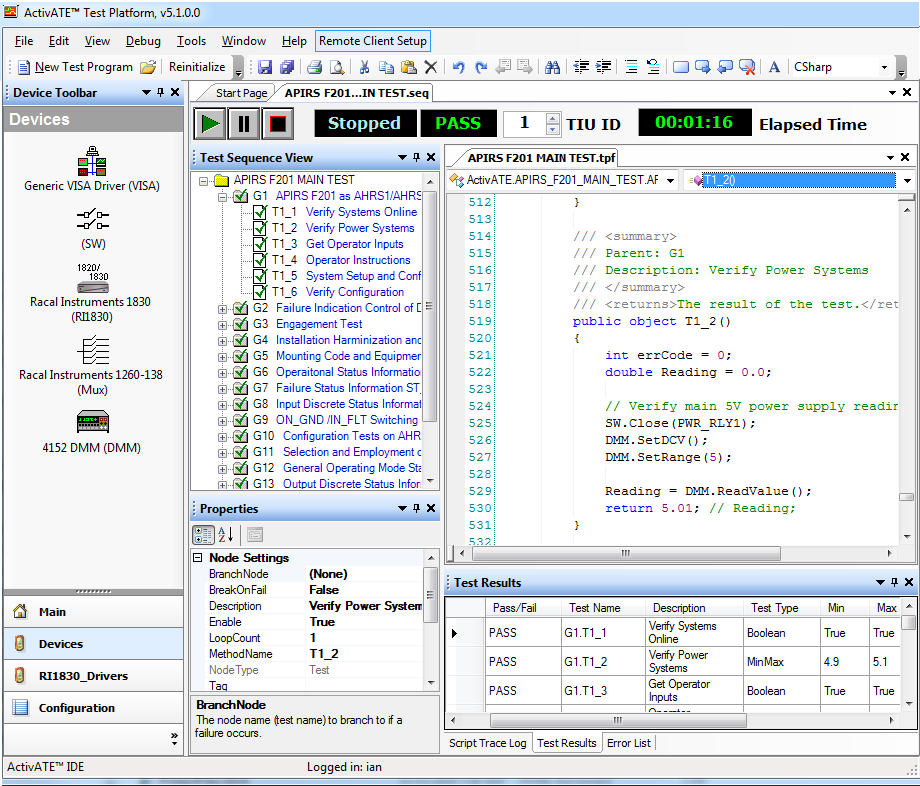 ActivATE™ Test Platform, v5.1.0.0
File Edit View Debug Tools Window Help Remote Client Setup
New Test Program Reinitialize A CSharp
Device Toolbar
Devices
Generic VISA Driver (VISA)
(SW)
1820/
1830
Racal Instruments 1830
(RI1830)
Racal Instruments 1260-138
(Mux)
4152 DMM (DMM)
Main
Devices
RI1830_Drivers
Configuration
Start Page APIRS F201...IN TEST.seq
Stopped PASS 1 TIU ID 00:01:16 Elapsed Time
Test Sequence View
APIRS F201 MAIN TEST
G1 APIRS F201 as AHRS1/AHRS
T1_1 Verify Systems Online
T1_2 Verify Power Systems
T1_3 Get Operator Inputs
T1_4 Operator Instructions
T1_5 System Setup and Conf
T1_6 Verify Configuration
G2 Failure Indication Control of D
G3 Engagement Test
G4 Installation Harminization and
G5 Mounting Code and Equipmer
G6 Operaitonal Status Informatio
G7 Failure Status Information ST
G8 Input Discrete Status Informat
G9 ON_GND /IN_FLT Switching
G10 Configuration Tests on AHR
G11 Selection and Employment o
G12 General Operating Mode Sta
G13 Output Discrete Status Infor
Properties
Node Settings
BranchNode (None)
BreakOnFail False
Description Verify Power System
Enable True
LoopCount 1
MethodName T1_2
NodeType Test
Tag
BranchNode
The node name (test name) to branch to if a
failure occurs.
APIRS F201 MAIN TEST.tpf
ActivATE.APIRS_F201_MAIN_TEST.AF T1_2()
512 }
513
514 /// <summary>
515 /// Parent: G1
516 /// Description: Verify Power Systems
517 /// </summary>
518 /// <returns>The result of the test.</ret
519 public object T1_2()
520 {
521 int errCode = 0;
522 double Reading = 0.0;
523
524 // Verify main 5V power supply readin
525 SW.Close(PWR_RLY1);
526 DMM.SetDCV();
527 DMM.SetRange(5);
528
529 Reading = DMM.ReadValue();
530 return 5.01; // Reading;
531 }
532
Test Results
Pass/Fail Test Name Description Test Type Min Max
PASS G1.T1_1 Verify Systems Online Boolean True True
PASS G1.T1_2 Verify Power Systems MinMax 4.9 5.1
PASS G1.T1_3 Get Operator Inputs Boolean True True
Operator
Script Trace Log Test Results Error List
ActivATE™ IDE Logged in: ian